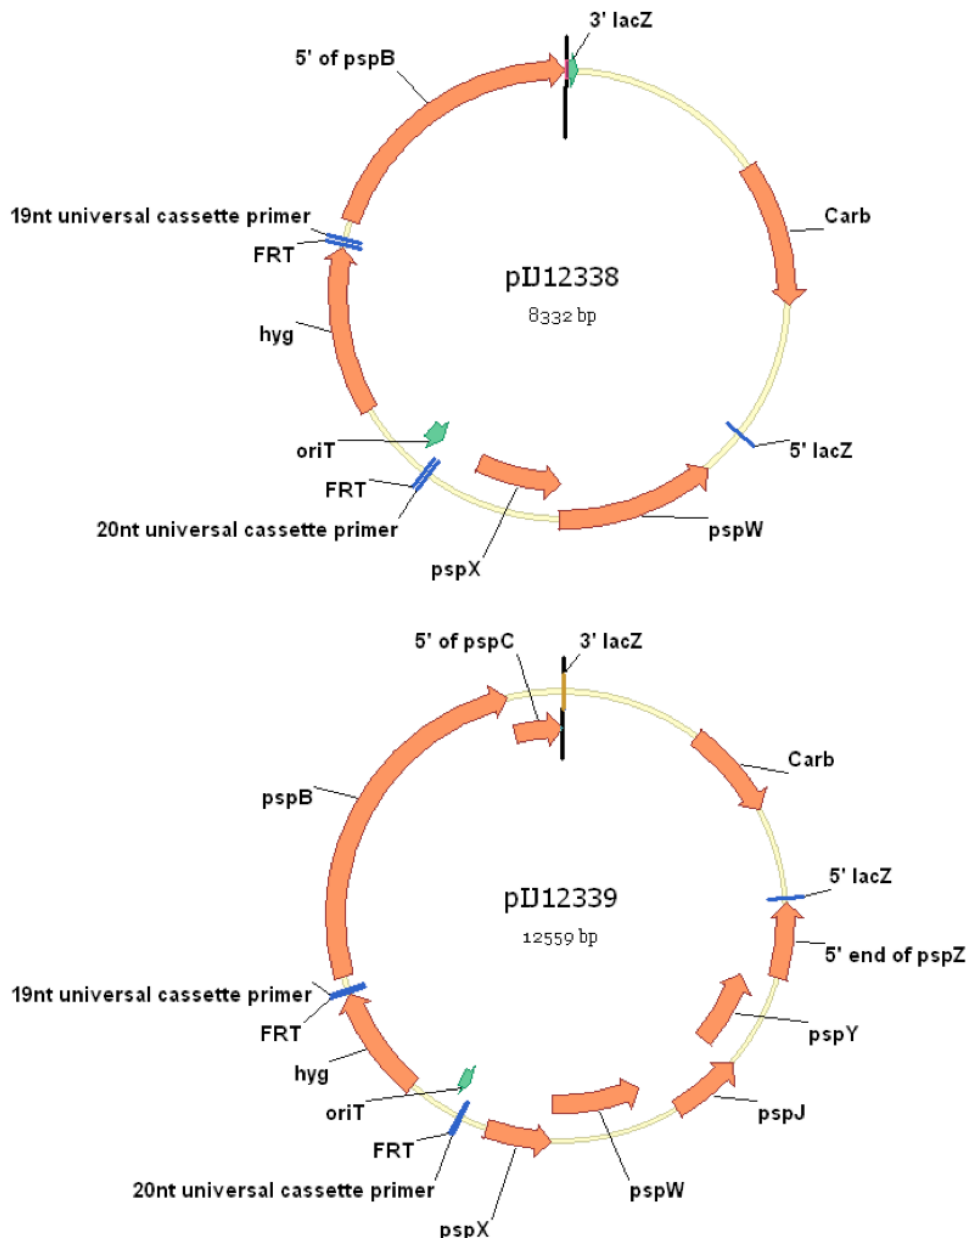 3' lacZ
5' of pspB
19nt universal cassette primer
FRT
Carb
pIJ12338
8332 bp
hyg
oriT
5' lacZ
FRT
20nt universal cassette primer
pspW
pspX
5' of pspC
3' lacZ
Carb
pspB
5' lacZ
pIJ12339
12559 bp
5' end of pspZ
19nt universal cassette primer
FRT
pspY
hyg
oriT
pspJ
FRT
20nt universal cassette primer
pspW
pspX